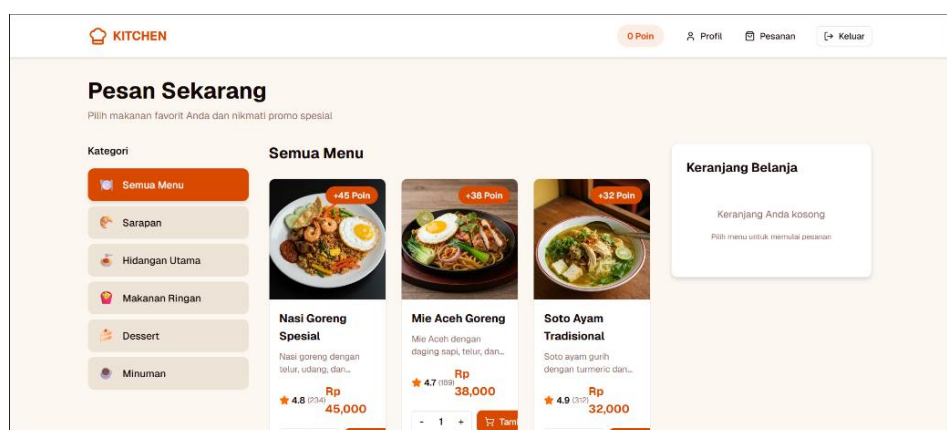 KITCHEN
0 Poin
Profil
Pesanan
Keluar
Pesan Sekarang
Pilih makanan favorit Anda dan nikmati promo spesial
Kategori
Semua Menu
Sarapan
Hidangan Utama
Makanan Ringan
Dessert
Minuman
Semua Menu
+45 Poin
Nasi Goreng
Spesial
Nasi goreng dengan
telur, udang, dan...
4.8 (234)
Rp
45,000
+38 Poin
Mie Aceh Goreng
Mie Aceh dengan
daging sapi, telur, dan...
4.7 (189)
Rp
38,000
- 1 +
Tam
+32 Poin
Soto Ayam
Tradisional
Soto ayam gurih
dengan turmeric dan...
4.9 (312)
Rp
32,000
Keranjang Belanja
Keranjang Anda kosong
Pilih menu untuk memulai pesanan